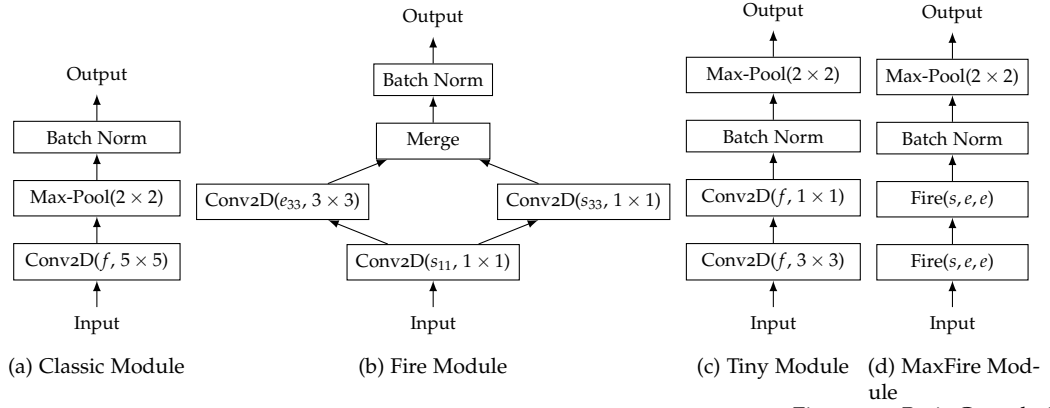 Output
Batch Norm
Max-Pool(2 × 2)
Conv2D(f, 5 × 5)
Input
(a) Classic Module
Output
Batch Norm
Merge
Conv2D(e₃₃, 3 × 3)
Conv2D(s₃₃, 1 × 1)
Conv2D(s₁₁, 1 × 1)
Input
(b) Fire Module
Output
Max-Pool(2 × 2)
Batch Norm
Conv2D(f, 1 × 1)
Conv2D(f, 3 × 3)
Input
(c) Tiny Module
Output
Max-Pool(2 × 2)
Batch Norm
Fire(s, e, e)
Fire(s, e, e)
Input
(d) MaxFire Mod-
ule